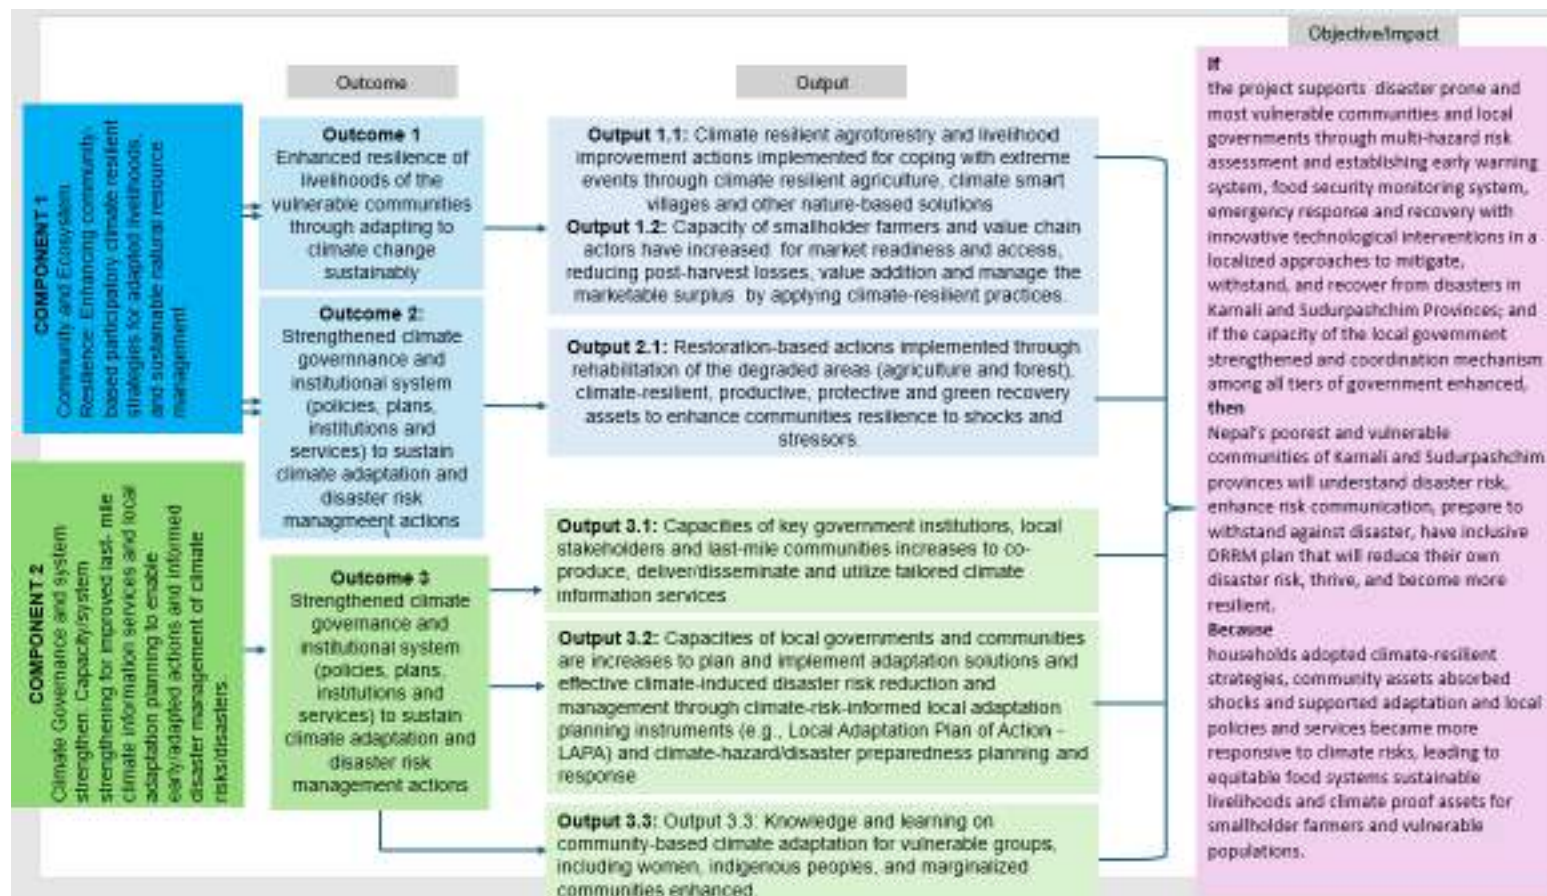 Objective/Impact
Outcome
Output
COMPONENT 1
Community and Ecosystem
Resilience: Enhancing community-
based participatory climate resilient
strategies for adapted livelihoods,
and sustainable natural resource
management
Outcome 1
Enhanced resilience of
livelihoods of the
vulnerable communities
through adapting to
climate change
sustainably
Output 1.1: Climate resilient agroforestry and livelihood
improvement actions implemented for coping with extreme
events through climate resilient agriculture, climate smart
villages and other nature-based solutions
Output 1.2: Capacity of smallholder farmers and value chain
actors have increased for market readiness and access,
reducing post-harvest losses, value addition and manage the
marketable surplus by applying climate-resilient practices.
Outcome 2:
Strengthened climate
governnance and
institutional system
(policies, plans,
institutions and
services) to sustain
climate adaptation and
disaster risk
managmeent actions
Output 2.1: Restoration-based actions implemented through
rehabilitation of the degraded areas (agriculture and forest),
climate-resilient, productive, protective and green recovery
assets to enhance communities resilience to shocks and
stressors.
COMPONENT 2
Climate Governance and system
strengthen: Capacity/system
strengthening for improved last- mile
climate information services and local
adaptation planning to enable
early/adapted actions and informed
disaster management of climate
risks/disasters.
Outcome 3
Strengthened climate
governance and
institutional system
(policies, plans,
institutions and
services) to sustain
climate adaptation and
disaster risk
management actions
Output 3.1: Capacities of key government institutions, local
stakeholders and last-mile communities increases to co-
produce, deliver/disseminate and utilize tailored climate
information services
Output 3.2: Capacities of local governments and communities
are increases to plan and implement adaptation solutions and
effective climate-induced disaster risk reduction and
management through climate-risk-informed local adaptation
planning instruments (e.g., Local Adaptation Plan of Action -
LAPA) and climate-hazard/disaster preparedness planning and
response
Output 3.3: Output 3.3: Knowledge and learning on
community-based climate adaptation for vulnerable groups,
including women, indigenous peoples, and marginalized
communities enhanced.
If
the project supports disaster prone and
most vulnerable communities and local
governments through multi-hazard risk
assessment and establishing early warning
system, food security monitoring system,
emergency response and recovery with
innovative technological interventions in a
localized approaches to mitigate,
withstand, and recover from disasters in
Karnali and Sudurpashchim Provinces; and
if the capacity of the local government
strengthened and coordination mechanism
among all tiers of government enhanced,
then
Nepal's poorest and vulnerable
communities of Karnali and Sudurpashchim
provinces will understand disaster risk,
enhance risk communication, prepare to
withstand against disaster, have inclusive
DRRM plan that will reduce their own
disaster risk, thrive, and become more
resilient.
Because
households adopted climate-resilient
strategies, community assets absorbed
shocks and supported adaptation and local
policies and services became more
responsive to climate risks, leading to
equitable food systems sustainable
livelihoods and climate proof assets for
smallholder farmers and vulnerable
populations.